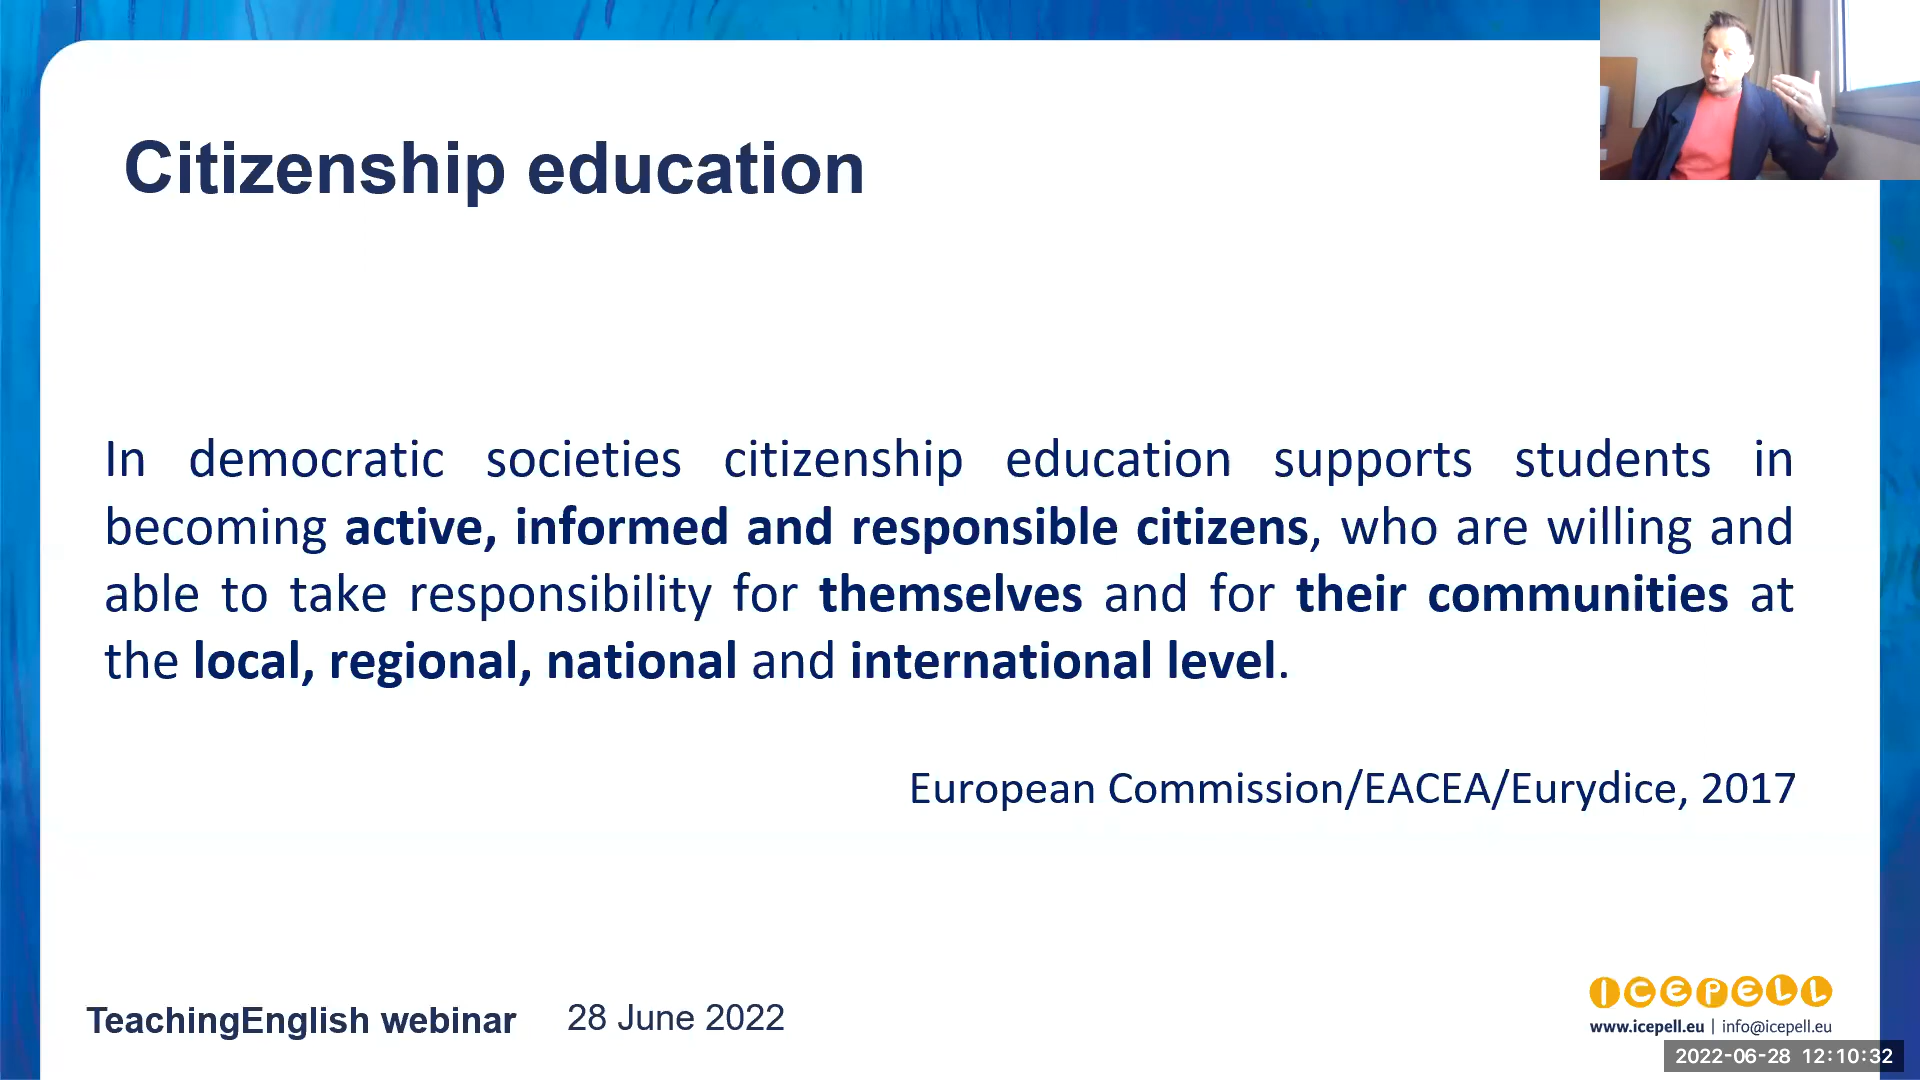 Citizenship education
In democratic societies citizenship education supports students in
becoming active, informed and responsible citizens, who are willing and
able to take responsibility for themselves and for their communities at
the local, regional, national and international level.
European Commission/EACEA/Eurydice, 2017
TeachingEnglish webinar 28 June 2022
ICEPELL
www.icepell.eu | info@icepell.eu
2022-06-28 12:10:32